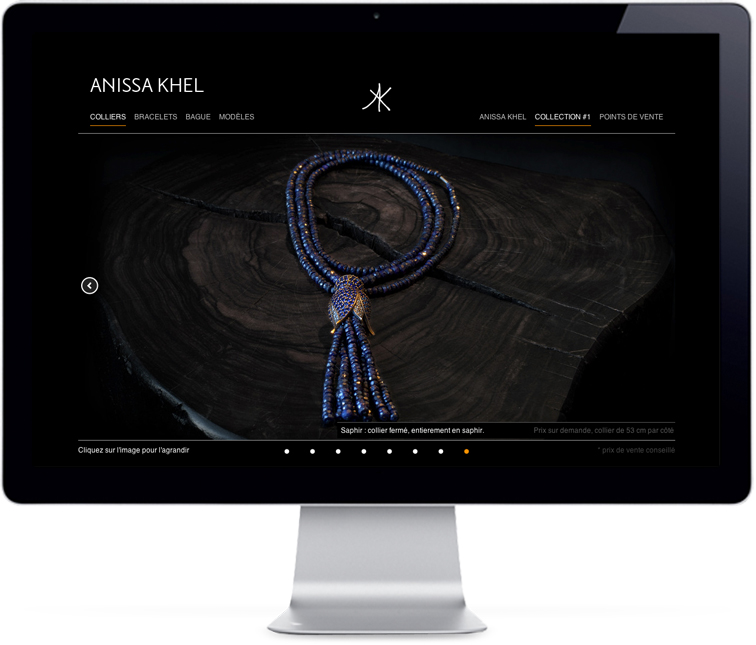 ANISSA KHEL
COLLIERS BRACELETS BAGUE MODÈLES
ANISSA KHEL COLLECTION #1 POINTS DE VENTE
Saphir : collier fermé, entierement en saphir.
Prix sur demande, collier de 53 cm par côté
Cliquez sur l'image pour l'agrandir
* prix de vente conseillé